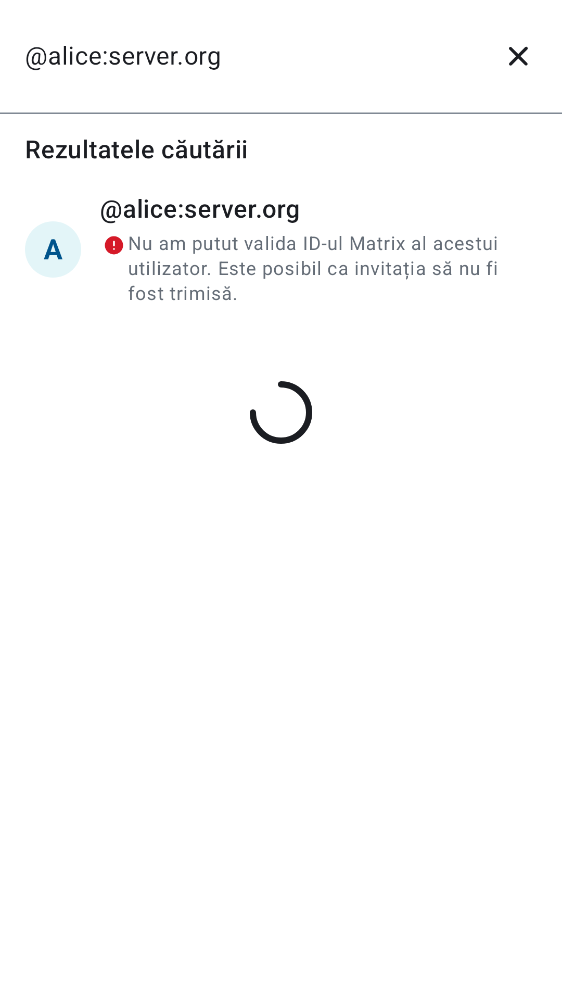 @alice:server.org
Rezultatele căutării
@alice:server.org
A
Nu am putut valida ID-ul Matrix al acestui
utilizator. Este posibil ca invitația să nu fi
fost trimisă.